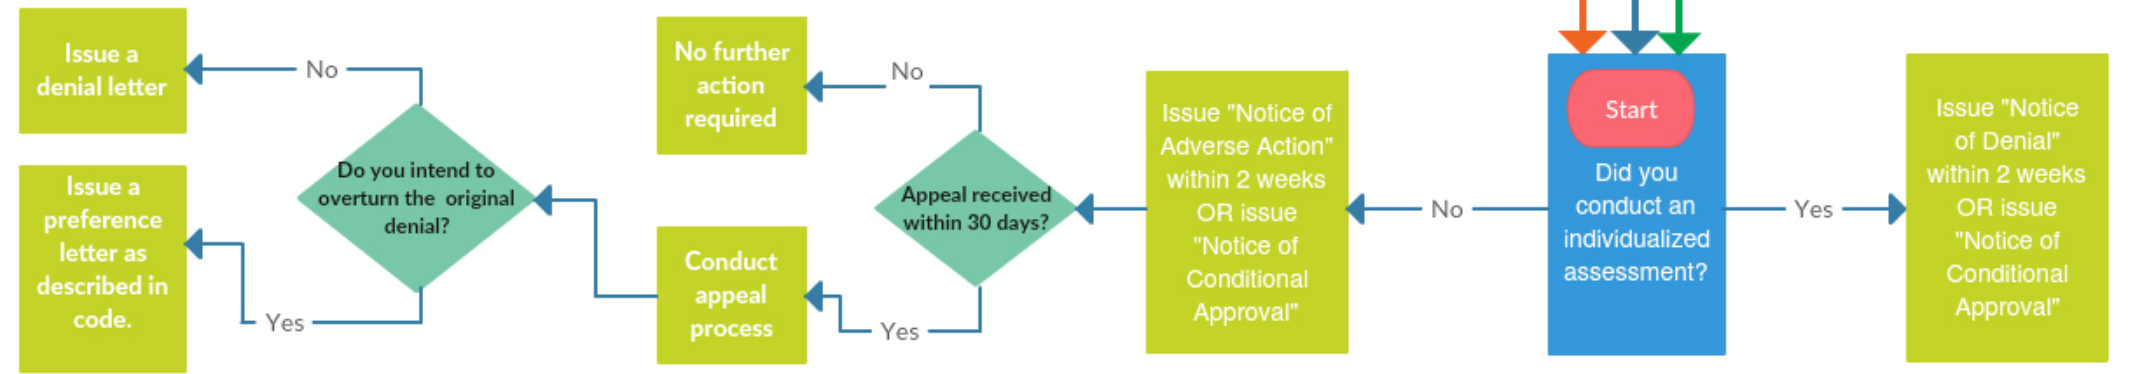 Issue a
denial letter
No
Do you intend to
overturn the original
denial?
Issue a
preference
letter as
described in
code.
Yes
No further
action
required
No
Appeal received
within 30 days?
Conduct
appeal
process
Yes
Issue "Notice of
Adverse Action"
within 2 weeks
OR issue
"Notice of
Conditional
Approval"
No
Start
Did you
conduct an
individualized
assessment?
Yes
Issue "Notice
of Denial"
within 2 weeks
OR issue
"Notice of
Conditional
Approval"